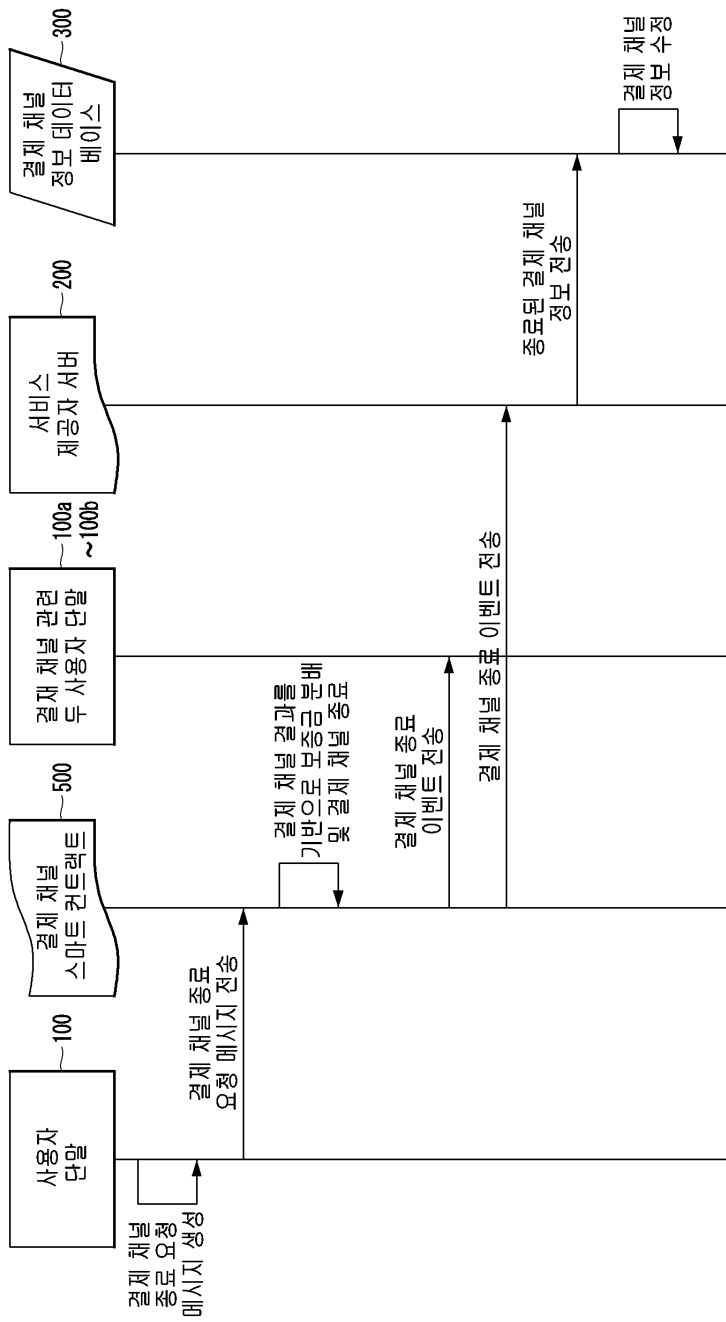 사용자
단말
100
결제 채널
스마트 컨트랙트
500
결재 채널 관련
두 사용자 단말
100a
~100b
서비스
제공자 서버
200
결제 채널
정보 데이터
베이스
300
결제 채널
종료 요청
메시지 생성
결제 채널 종료
요청 메시지 전송
결제 채널 결과를
기반으로 보증금 분배
및 결제 채널 종료
결제 채널 종료
이벤트 전송
결제 채널 종료 이벤트 전송
종료된 결제 채널
정보 전송
결제 채널
정보 수정